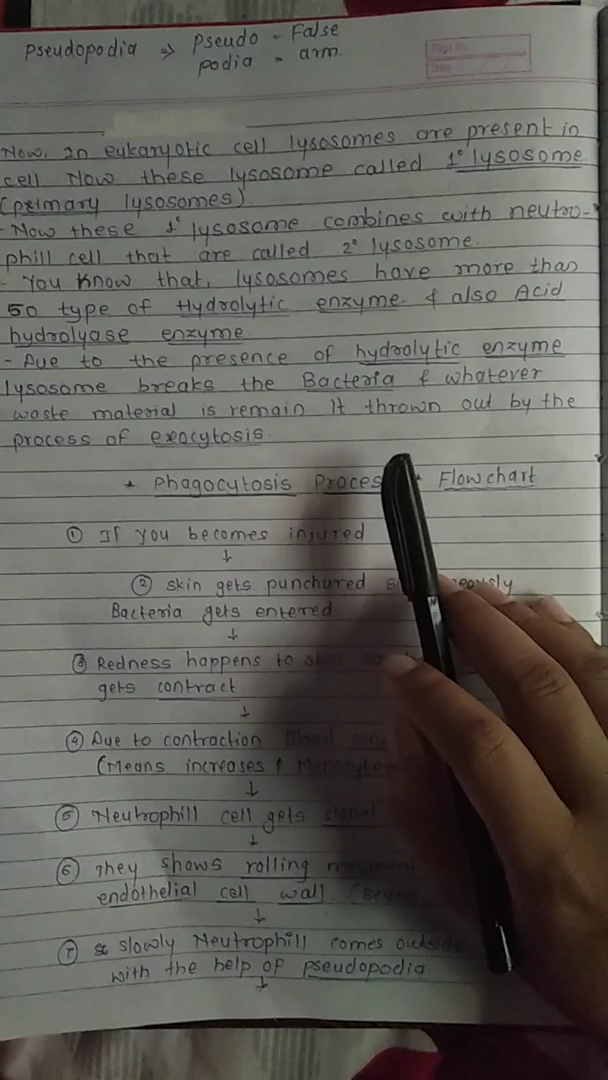 Pseudopodia ⇒ Pseudo = False
podia = arm
Now, In eukaryotic cell lysosomes are present in
cell Now these lysosome called 1° lysosome
(primary lysosomes)
- Now these 1° lysosome combines with neutro-
phill cell that are called 2° lysosome.
- You know that, lysosomes have more than
50 type of Hydrolytic enzyme. & also Acid
hydrolyase enzyme.
- Due to the presence of hydrolytic enzyme
lysosome breaks the Bacteria & whatever
waste material is remain It thrown out by the
process of exocytosis.
* Phagocytosis Proces * Flowchart
① If you becomes injured
↓
② skin gets punchured
Bacteria gets entered
↓
③ Redness happens to skin
gets contract
↓
④ Due to contraction Blood
(Means increases ↑
↓
⑤ Neutrophill cell gets signal
↓
⑥ They shows rolling movement
endothelial cell wall.
↓
⑦ slowly Neutrophill comes outside
with the help of pseudopodia
↓